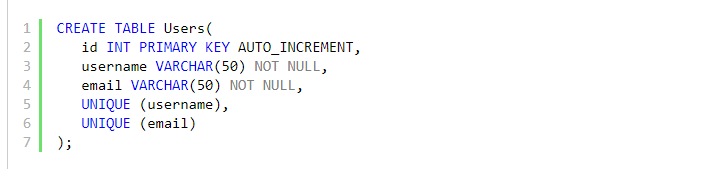 1 CREATE TABLE Users(
2 id INT PRIMARY KEY AUTO_INCREMENT,
3 username VARCHAR(50) NOT NULL,
4 email VARCHAR(50) NOT NULL,
5 UNIQUE (username),
6 UNIQUE (email)
7 );